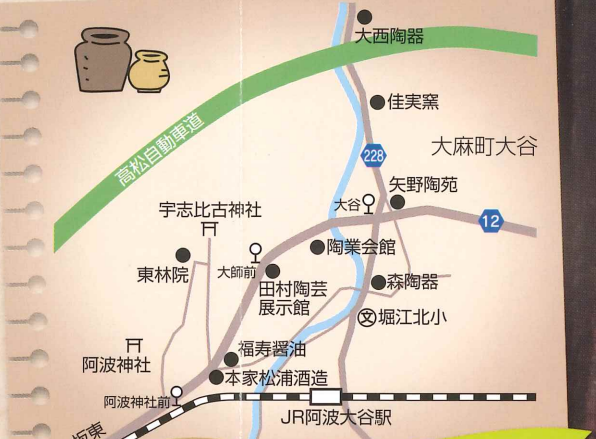 大西陶器
高松自動車道
佳実窯
228
大麻町大谷
大谷
矢野陶苑
12
宇志比古神社
陶業会館
大師前
東林院
田村陶芸
展示館
森陶器
文 堀江北小
阿波神社
福寿醤油
本家松浦酒造
阿波神社前
JR阿波大谷駅
坂東